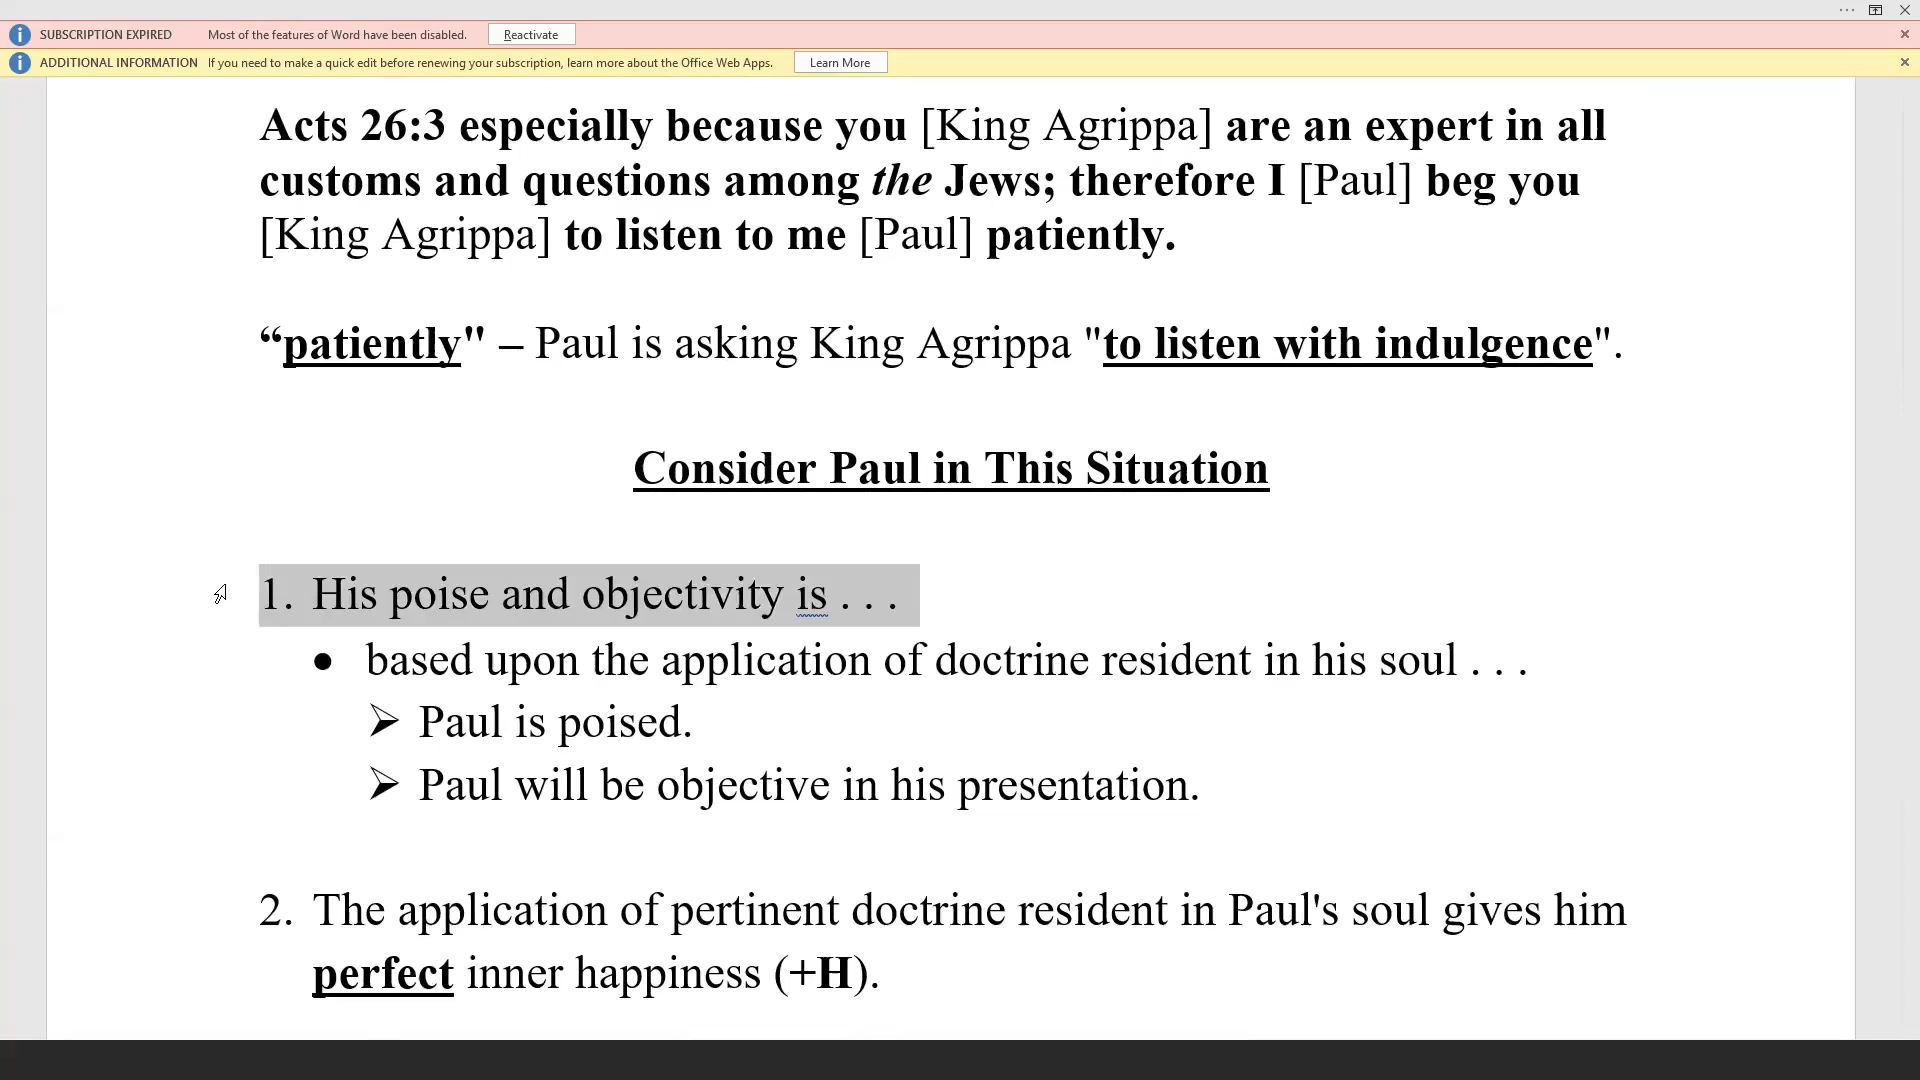 SUBSCRIPTION EXPIRED Most of the features of Word have been disabled. Reactivate
ADDITIONAL INFORMATION If you need to make a quick edit before renewing your subscription, learn more about the Office Web Apps. Learn More
Acts 26:3 especially because you [King Agrippa] are an expert in all
customs and questions among the Jews; therefore I [Paul] beg you
[King Agrippa] to listen to me [Paul] patiently.
“patiently" – Paul is asking King Agrippa "to listen with indulgence".
Consider Paul in This Situation
1. His poise and objectivity is . . .
● based upon the application of doctrine resident in his soul . . .
➢ Paul is poised.
➢ Paul will be objective in his presentation.
2. The application of pertinent doctrine resident in Paul's soul gives him
perfect inner happiness (+H).